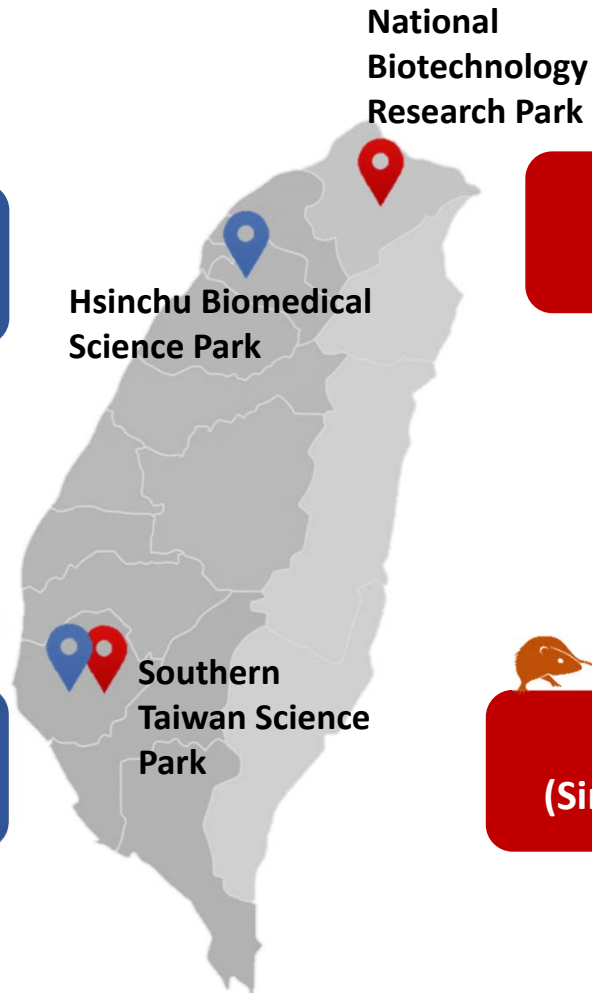 National
Biotechnology
Research Park
Hsinchu Biomedical
Science Park
Southern
Taiwan Science
Park
(Sin